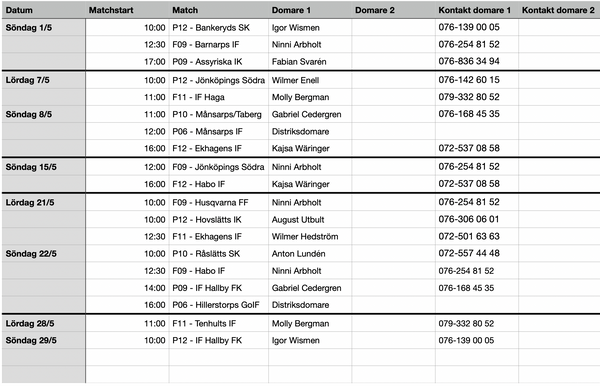 Datum Matchstart Match Domare 1 Domare 2 Kontakt domare 1 Kontakt domare 2
Söndag 1/5 10:00 P12 - Bankeryds SK Igor Wismen 076-139 00 05
12:30 F09 - Barnarps IF Ninni Arbholt 076-254 81 52
17:00 P09 - Assyriska IK Fabian Svarén 076-836 34 94
Lördag 7/5 10:00 P12 - Jönköpings Södra Wilmer Enell 076-142 60 15
11:00 F11 - IF Haga Molly Bergman 079-332 80 52
Söndag 8/5 11:00 P10 - Månsarps/Taberg Gabriel Cedergren 076-168 45 35
12:00 P06 - Månsarps IF Distriksdomare
16:00 F12 - Ekhagens IF Kajsa Wäringer 072-537 08 58
Söndag 15/5 12:00 F09 - Jönköpings Södra Ninni Arbholt 076-254 81 52
16:00 F12 - Habo IF Kajsa Wäringer 072-537 08 58
Lördag 21/5 10:00 F09 - Husqvarna FF Ninni Arbholt 076-254 81 52
10:00 P12 - Hovslätts IK August Utbult 076-306 06 01
12:30 F11 - Ekhagens IF Wilmer Hedström 072-501 63 63
Söndag 22/5 10:00 P10 - Råslätts SK Anton Lundén 072-557 44 48
12:30 F09 - Habo IF Ninni Arbholt 076-254 81 52
14:00 P09 - IF Hallby FK Gabriel Cedergren 076-168 45 35
16:00 P06 - Hillerstorps GoIF Distriksdomare
Lördag 28/5 11:00 F11 - Tenhults IF Molly Bergman 079-332 80 52
Söndag 29/5 10:00 P12 - IF Hallby FK Igor Wismen 076-139 00 05